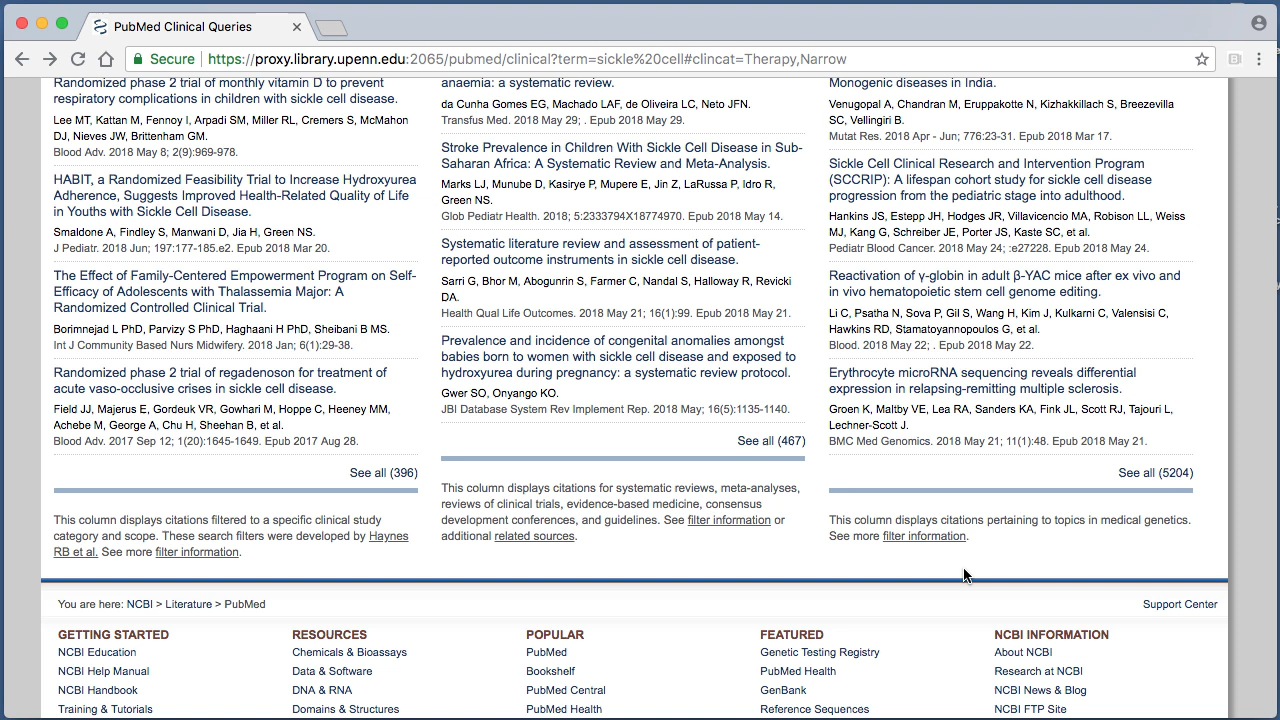 PubMed Clinical Queries
Secure https://proxy.library.upenn.edu:2065/pubmed/clinical?term=sickle%20cell#clincat=Therapy,Narrow
Randomized phase 2 trial of monthly vitamin D to prevent
respiratory complications in children with sickle cell disease.
Lee MT, Kattan M, Fennoy I, Arpadi SM, Miller RL, Cremers S, McMahon
DJ, Nieves JW, Brittenham GM.
Blood Adv. 2018 May 8; 2(9):969-978.
HABIT, a Randomized Feasibility Trial to Increase Hydroxyurea
Adherence, Suggests Improved Health-Related Quality of Life
in Youths with Sickle Cell Disease.
Smaldone A, Findley S, Manwani D, Jia H, Green NS.
J Pediatr. 2018 Jun; 197:177-185.e2. Epub 2018 Mar 20.
The Effect of Family-Centered Empowerment Program on Self-
Efficacy of Adolescents with Thalassemia Major: A
Randomized Controlled Clinical Trial.
Borimnejad L PhD, Parvizy S PhD, Haghaani H PhD, Sheibani B MS.
Int J Community Based Nurs Midwifery. 2018 Jan; 6(1):29-38.
Randomized phase 2 trial of regadenoson for treatment of
acute vaso-occlusive crises in sickle cell disease.
Field JJ, Majerus E, Gordeuk VR, Gowhari M, Hoppe C, Heeney MM,
Achebe M, George A, Chu H, Sheehan B, et al.
Blood Adv. 2017 Sep 12; 1(20):1645-1649. Epub 2017 Aug 28.
See all (396)
This column displays citations filtered to a specific clinical study
category and scope. These search filters were developed by Haynes
RB et al. See more filter information.
anaemia: a systematic review.
da Cunha Gomes EG, Machado LAF, de Oliveira LC, Neto JFN.
Transfus Med. 2018 May 29; . Epub 2018 May 29.
Stroke Prevalence in Children With Sickle Cell Disease in Sub-
Saharan Africa: A Systematic Review and Meta-Analysis.
Marks LJ, Munube D, Kasirye P, Mupere E, Jin Z, LaRussa P, Idro R,
Green NS.
Glob Pediatr Health. 2018; 5:2333794X18774970. Epub 2018 May 14.
Systematic literature review and assessment of patient-
reported outcome instruments in sickle cell disease.
Sarri G, Bhor M, Abogunrin S, Farmer C, Nandal S, Halloway R, Revicki
DA.
Health Qual Life Outcomes. 2018 May 21; 16(1):99. Epub 2018 May 21.
Prevalence and incidence of congenital anomalies amongst
babies born to women with sickle cell disease and exposed to
hydroxyurea during pregnancy: a systematic review protocol.
Gwer SO, Onyango KO.
JBI Database System Rev Implement Rep. 2018 May; 16(5):1135-1140.
See all (467)
This column displays citations for systematic reviews, meta-analyses,
reviews of clinical trials, evidence-based medicine, consensus
development conferences, and guidelines. See filter information or
additional related sources.
Monogenic diseases in India.
Venugopal A, Chandran M, Eruppakotte N, Kizhakkillach S, Breezevilla
SC, Vellingiri B.
Mutat Res. 2018 Apr - Jun; 776:23-31. Epub 2018 Mar 17.
Sickle Cell Clinical Research and Intervention Program
(SCCRIP): A lifespan cohort study for sickle cell disease
progression from the pediatric stage into adulthood.
Hankins JS, Estepp JH, Hodges JR, Villavicencio MA, Robison LL, Weiss
MJ, Kang G, Schreiber JE, Porter JS, Kaste SC, et al.
Pediatr Blood Cancer. 2018 May 24; :e27228. Epub 2018 May 24.
Reactivation of γ-globin in adult β-YAC mice after ex vivo and
in vivo hematopoietic stem cell genome editing.
Li C, Psatha N, Sova P, Gil S, Wang H, Kim J, Kulkarni C, Valensisi C,
Hawkins RD, Stamatoyannopoulos G, et al.
Blood. 2018 May 22; . Epub 2018 May 22.
Erythrocyte microRNA sequencing reveals differential
expression in relapsing-remitting multiple sclerosis.
Groen K, Maltby VE, Lea RA, Sanders KA, Fink JL, Scott RJ, Tajouri L,
Lechner-Scott J.
BMC Med Genomics. 2018 May 21; 11(1):48. Epub 2018 May 21.
See all (5204)
This column displays citations pertaining to topics in medical genetics.
See more filter information.
You are here: NCBI > Literature > PubMed
Support Center
GETTING STARTED
NCBI Education
NCBI Help Manual
NCBI Handbook
Training & Tutorials
RESOURCES
Chemicals & Bioassays
Data & Software
DNA & RNA
Domains & Structures
POPULAR
PubMed
Bookshelf
PubMed Central
PubMed Health
FEATURED
Genetic Testing Registry
PubMed Health
GenBank
Reference Sequences
NCBI INFORMATION
About NCBI
Research at NCBI
NCBI News & Blog
NCBI FTP Site